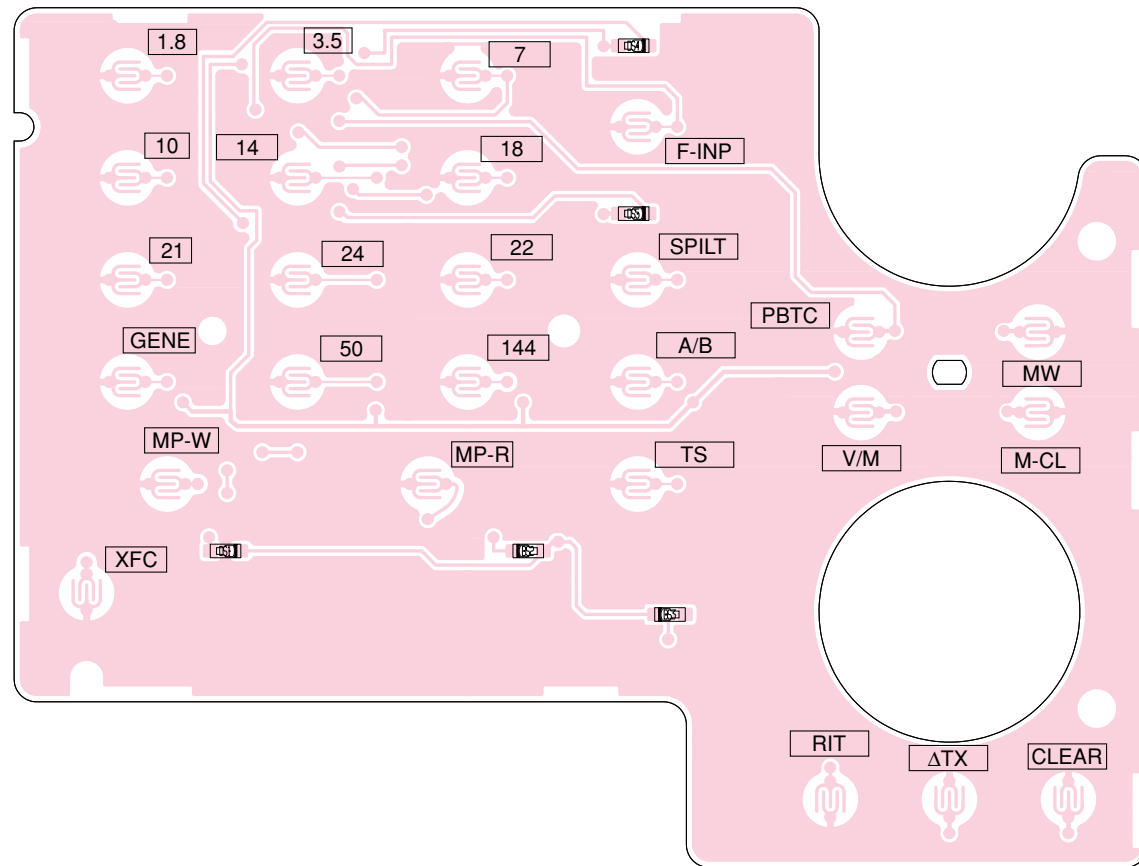 1.8
3.5
7
10
14
18
F-INP
21
24
22
SPILT
GENE
50
144
A/B
PBTC
MW
MP-W
MP-R
TS
V/M
M-CL
XFC
RIT
ΔTX
CLEAR